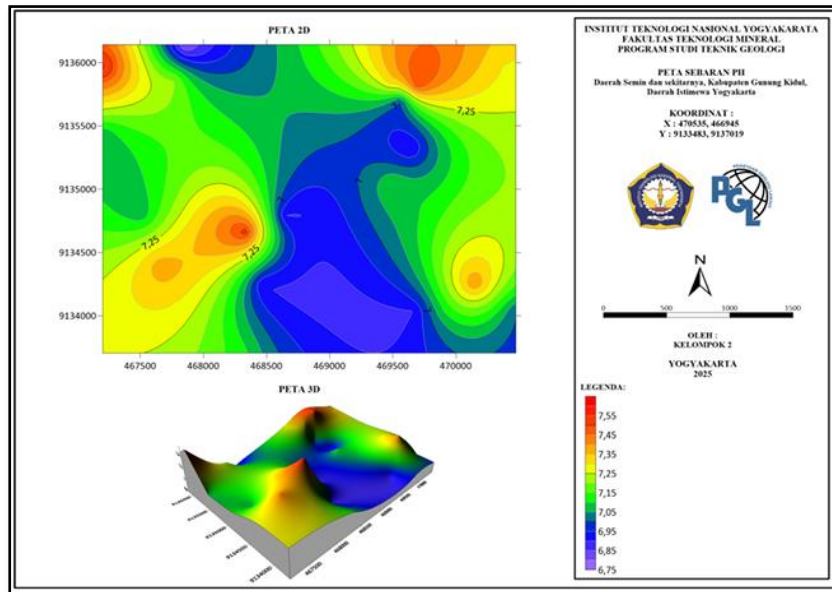 PETA 2D
9136000
9135500
9135000
9134500
9134000
467500 468000 468500 469000 469500 470000
7,25
7,25
7,25
7
7
PETA 3D
INSTITUT TEKNOLOGI NASIONAL YOGYAKARATA
FAKULTAS TEKNOLOGI MINERAL
PROGRAM STUDI TEKNIK GEOLOGI
PETA SEBARAN PH
Daerah Semin dan sekitarnya, Kabupaten Gunung Kidul,
Daerah Istimewa Yogyakarta
KOORDINAT :
X : 470535, 466945
Y : 9133483, 9137019
PGL
N
0 500 1000 1500
OLEH :
KELOMPOK 2
YOGYAKARTA
2025
LEGENDA:
7,55
7,45
7,35
7,25
7,15
7,05
6,95
6,85
6,75